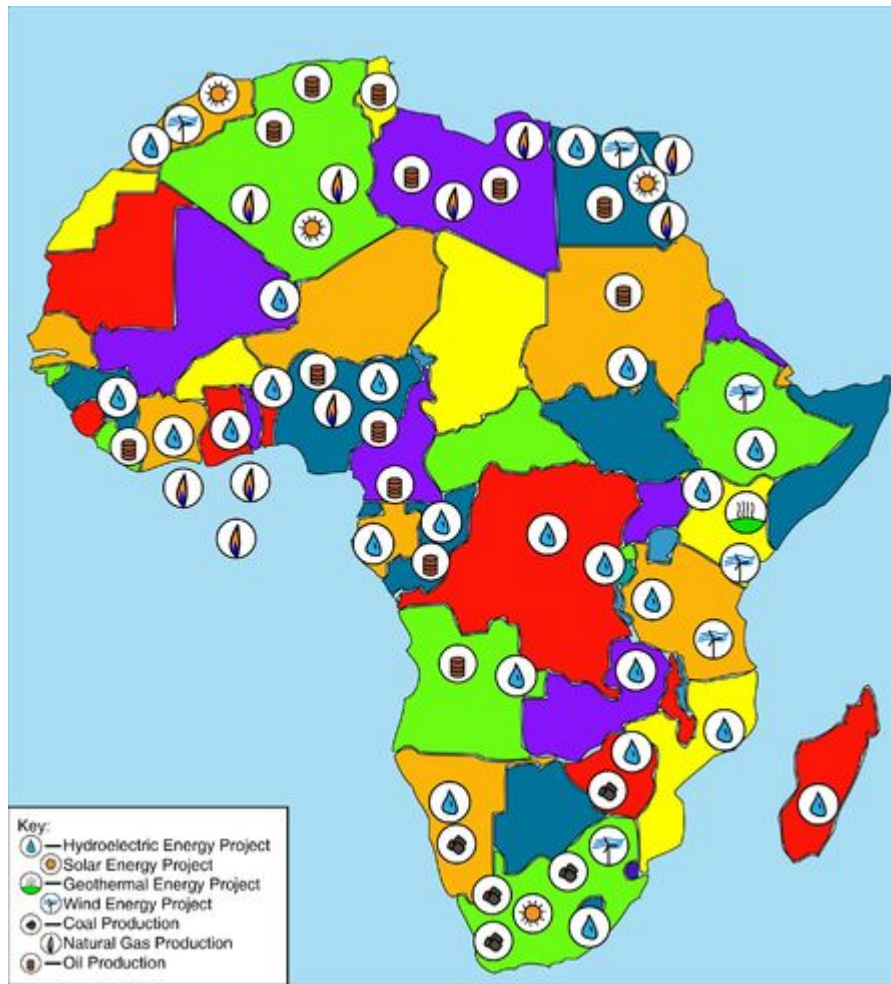 Key:
Hydroelectric Energy Project
Solar Energy Project
Geothermal Energy Project
Wind Energy Project
Coal Production
Natural Gas Production
Oil Production